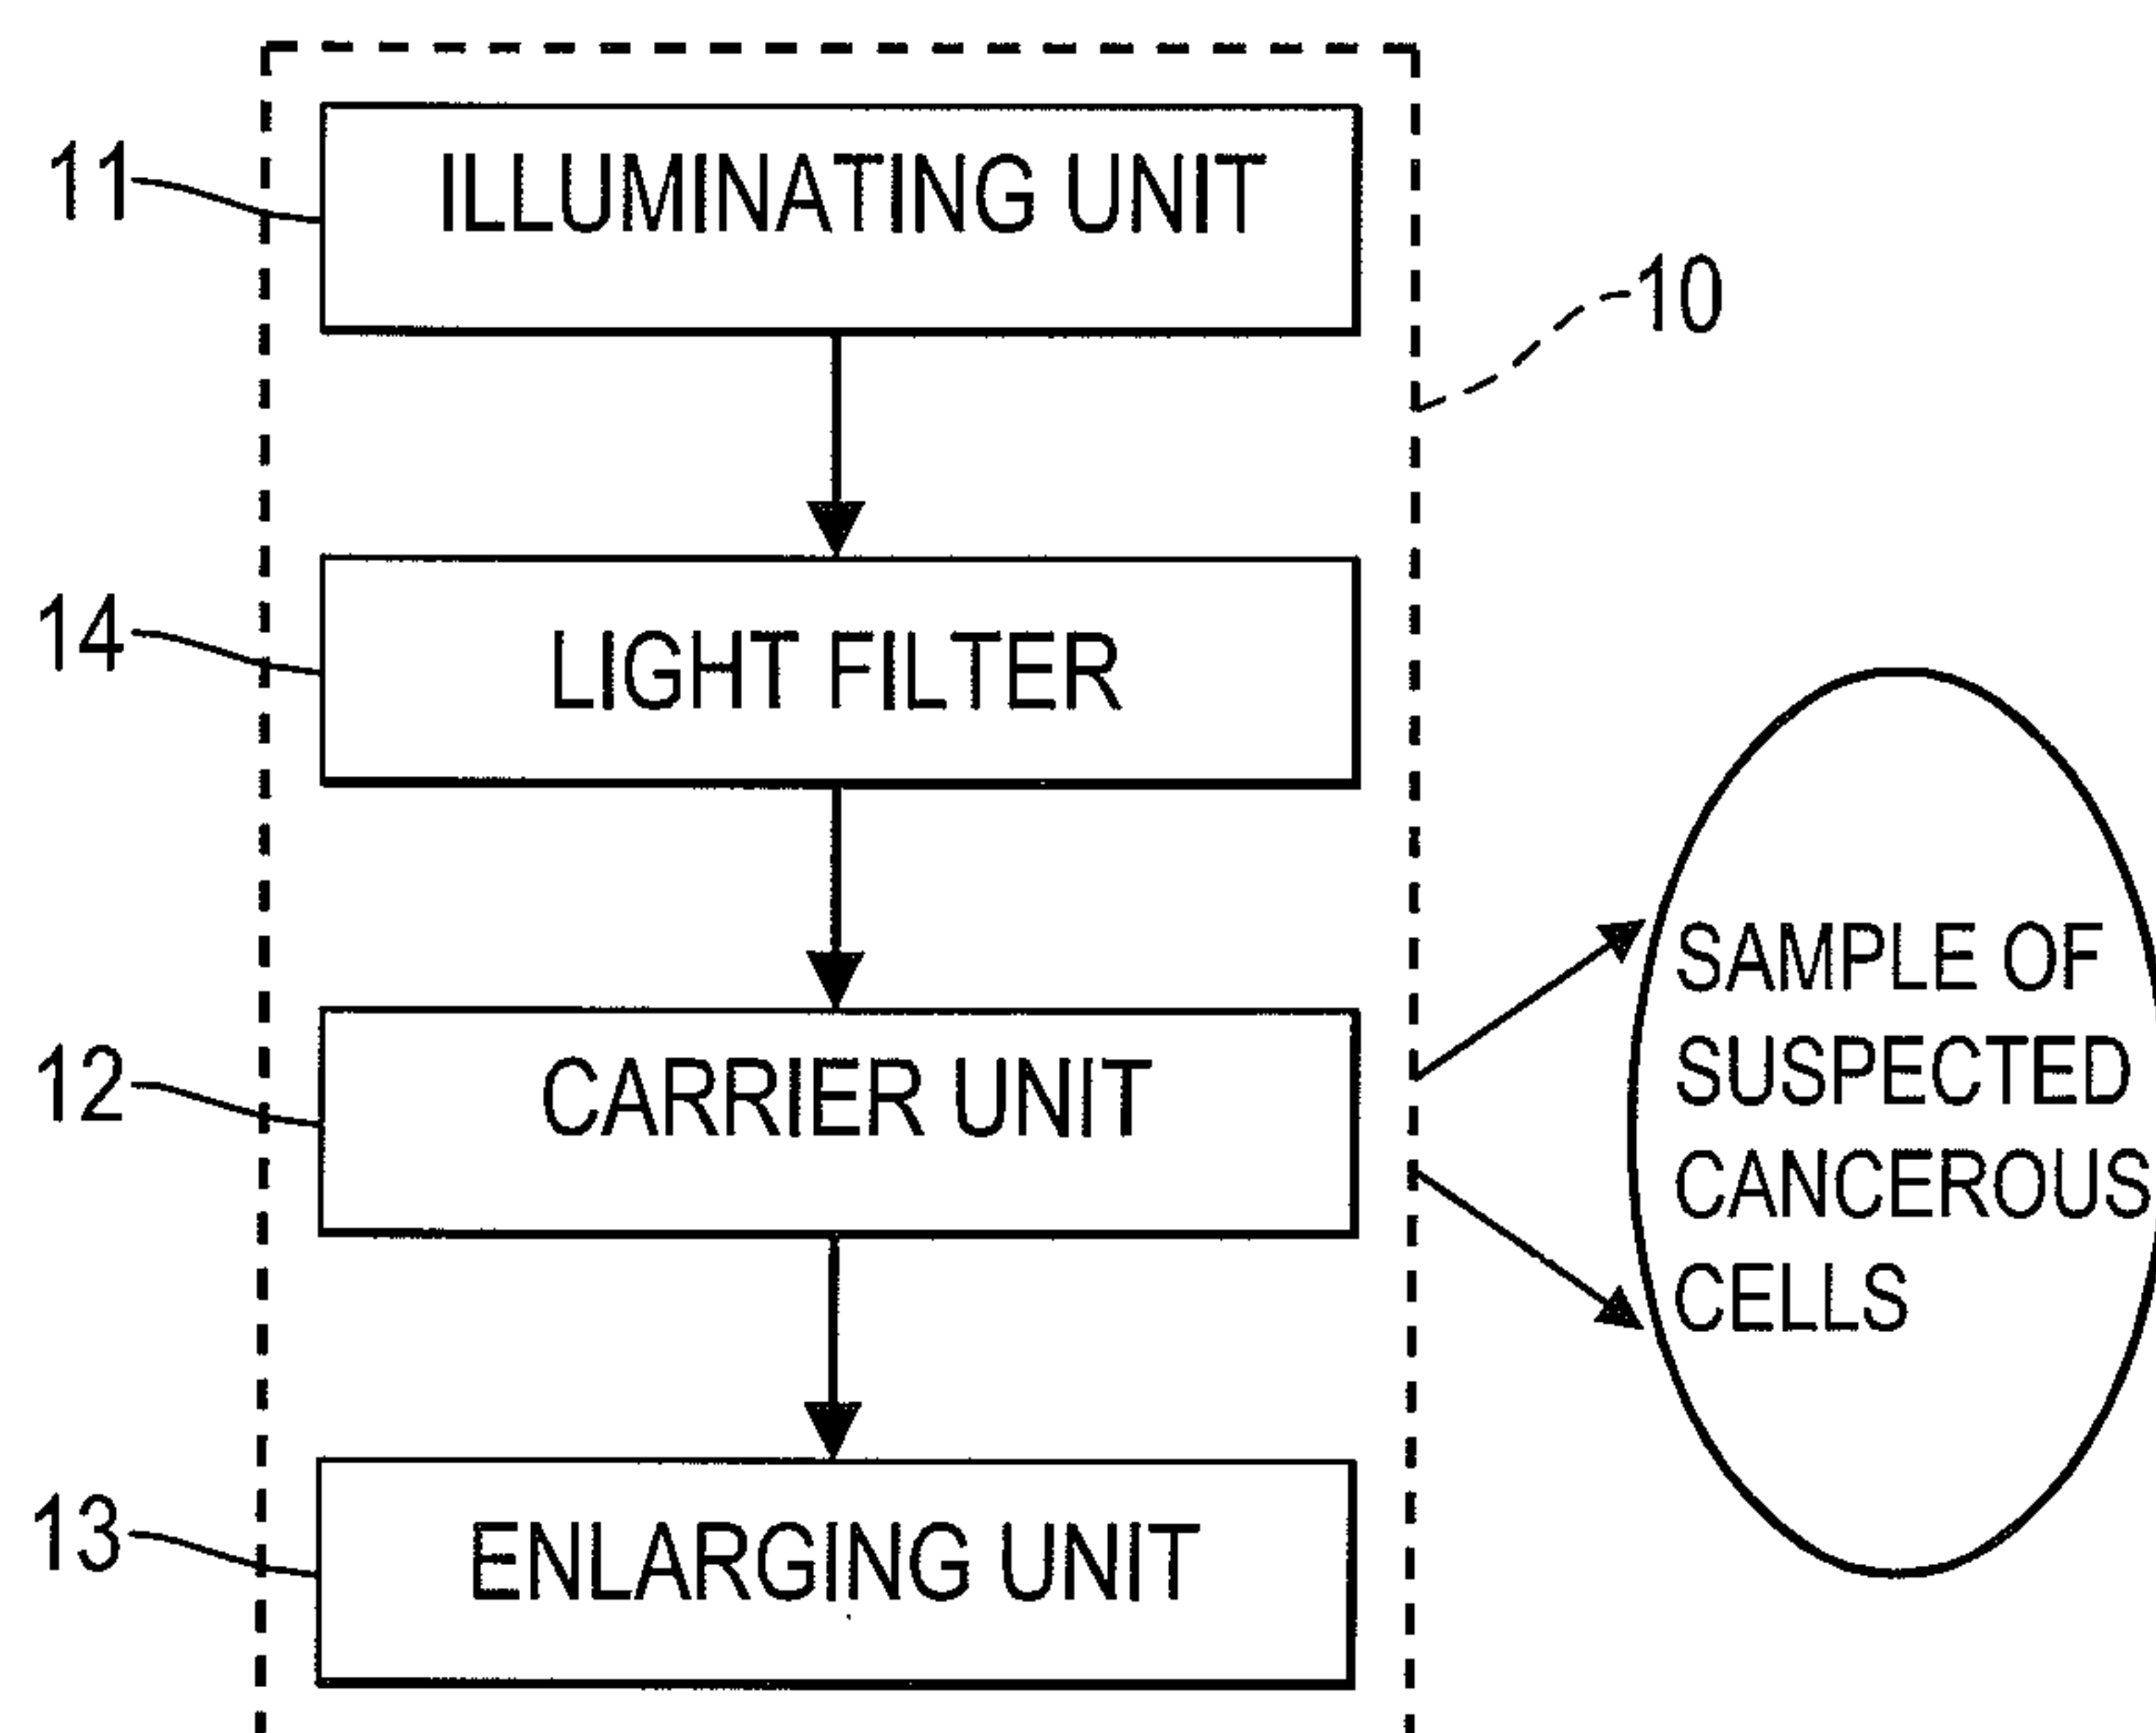 11
ILLUMINATING UNIT
10
14
LIGHT FILTER
12
CARRIER UNIT
SAMPLE OF
SUSPECTED
CANCEROUS
CELLS
13
ENLARGING UNIT